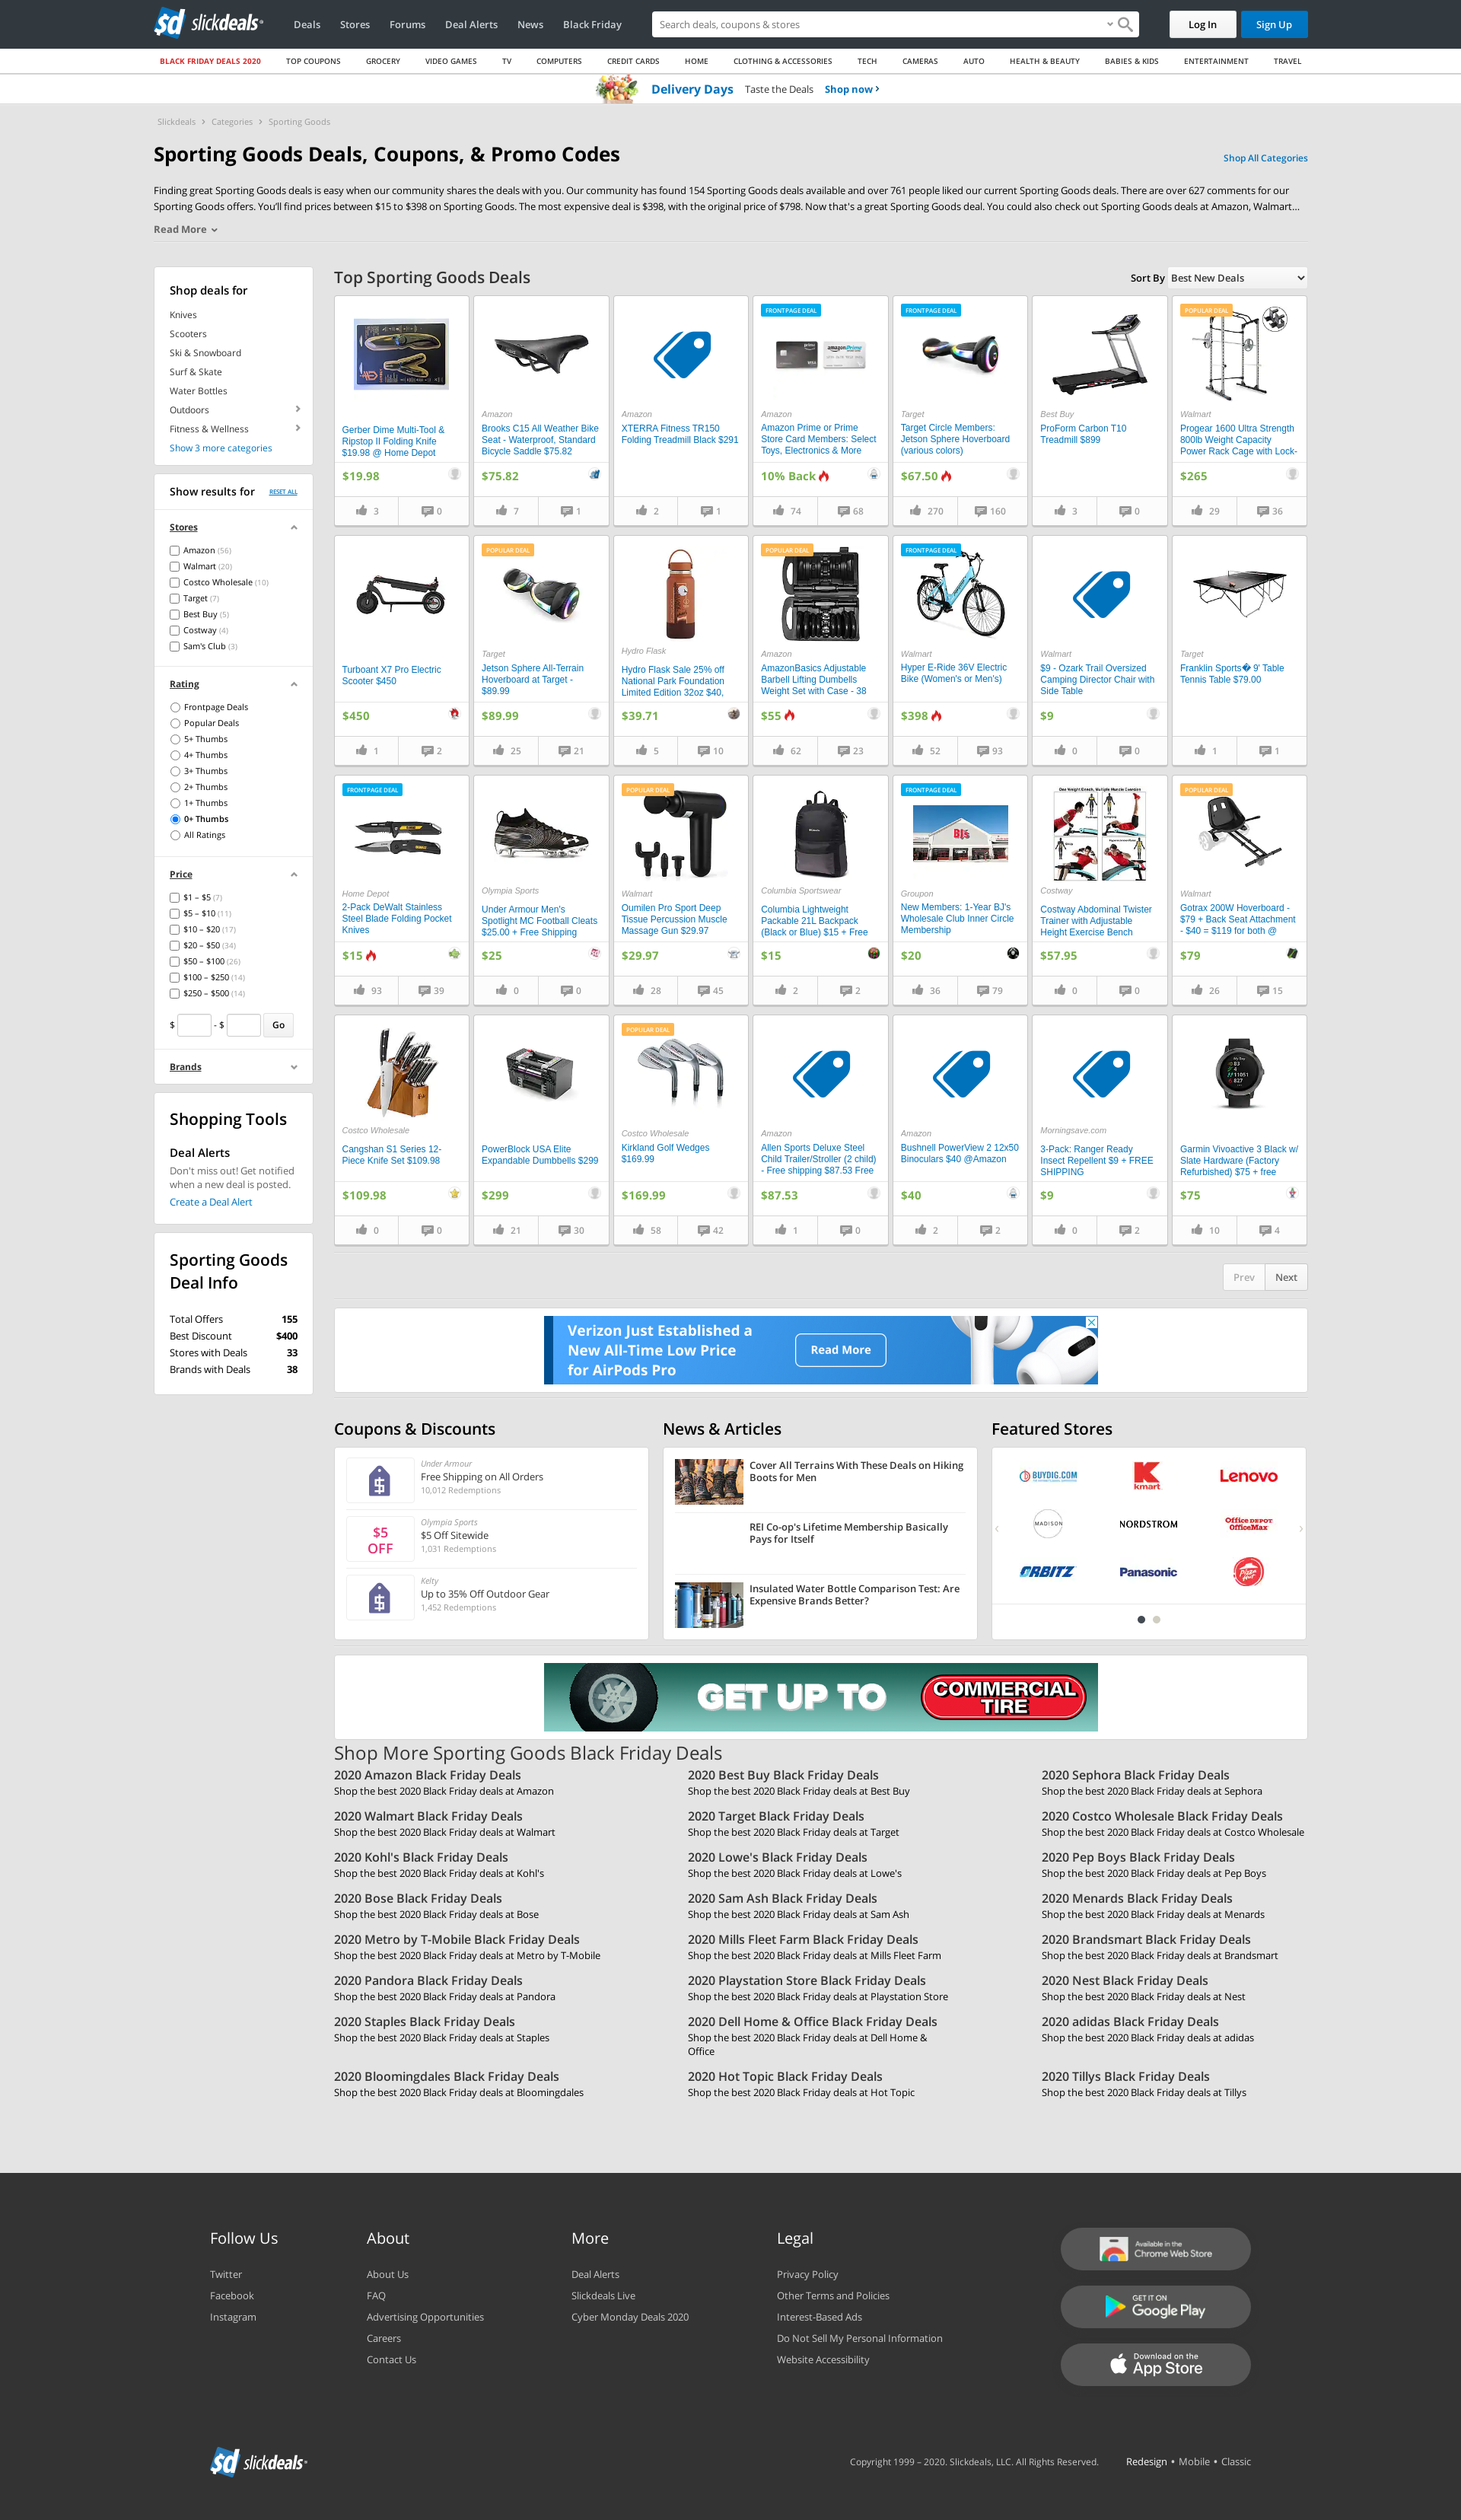 sd slickdeals
Deals Stores Forums Deal Alerts News Black Friday
Search deals, coupons & stores
Log In
Sign Up
BLACK FRIDAY DEALS 2020 TOP COUPONS GROCERY VIDEO GAMES TV COMPUTERS CREDIT CARDS HOME CLOTHING & ACCESSORIES TECH CAMERAS AUTO HEALTH & BEAUTY BABIES & KIDS ENTERTAINMENT TRAVEL
Delivery Days Taste the Deals Shop now ›
Slickdeals › Categories › Sporting Goods
Sporting Goods Deals, Coupons, & Promo Codes
Shop All Categories
Finding great Sporting Goods deals is easy when our community shares the deals with you. Our community has found 154 Sporting Goods deals available and over 761 people liked our current Sporting Goods deals. There are over 627 comments for our
Sporting Goods offers. You'll find prices between $15 to $398 on Sporting Goods. The most expensive deal is $398, with the original price of $798. Now that's a great Sporting Goods deal. You could also check out Sporting Goods deals at Amazon, Walmart...
Read More
Shop deals for
Knives
Scooters
Ski & Snowboard
Surf & Skate
Water Bottles
Outdoors
Fitness & Wellness
Show 3 more categories
Show results for
RESET ALL
Stores
Amazon (56)
Walmart (20)
Costco Wholesale (10)
Target (7)
Best Buy (5)
Costway (4)
Sam's Club (3)
Rating
Frontpage Deals
Popular Deals
5+ Thumbs
4+ Thumbs
3+ Thumbs
2+ Thumbs
1+ Thumbs
0+ Thumbs
All Ratings
Price
$1 – $5 (7)
$5 – $10 (11)
$10 – $20 (17)
$20 – $50 (34)
$50 – $100 (26)
$100 – $250 (14)
$250 – $500 (14)
$ - $ Go
Brands
Shopping Tools
Deal Alerts
Don't miss out! Get notified
when a new deal is posted.
Create a Deal Alert
Sporting Goods
Deal Info
Total Offers 155
Best Discount $400
Stores with Deals 33
Brands with Deals 38
Top Sporting Goods Deals
Sort By Best New Deals
Gerber Dime Multi-Tool &
Ripstop II Folding Knife
$19.98 @ Home Depot
$19.98
3 0
Amazon
Brooks C15 All Weather Bike
Seat - Waterproof, Standard
Bicycle Saddle $75.82
$75.82
7 1
Amazon
XTERRA Fitness TR150
Folding Treadmill Black $291
2 1
FRONTPAGE DEAL
Amazon
Amazon Prime or Prime
Store Card Members: Select
Toys, Electronics & More
10% Back
74 68
FRONTPAGE DEAL
Target
Target Circle Members:
Jetson Sphere Hoverboard
(various colors)
$67.50
270 160
Best Buy
ProForm Carbon T10
Treadmill $899
3 0
POPULAR DEAL
Walmart
Progear 1600 Ultra Strength
800lb Weight Capacity
Power Rack Cage with Lock-
$265
29 36
Turboant X7 Pro Electric
Scooter $450
$450
1 2
POPULAR DEAL
Target
Jetson Sphere All-Terrain
Hoverboard at Target -
$89.99
$89.99
25 21
Hydro Flask
Hydro Flask Sale 25% off
National Park Foundation
Limited Edition 32oz $40,
$39.71
5 10
POPULAR DEAL
Amazon
AmazonBasics Adjustable
Barbell Lifting Dumbells
Weight Set with Case - 38
$55
62 23
FRONTPAGE DEAL
Walmart
Hyper E-Ride 36V Electric
Bike (Women's or Men's)
$398
52 93
Walmart
$9 - Ozark Trail Oversized
Camping Director Chair with
Side Table
$9
0 0
Target
Franklin Sports� 9' Table
Tennis Table $79.00
1 1
FRONTPAGE DEAL
Home Depot
2-Pack DeWalt Stainless
Steel Blade Folding Pocket
Knives
$15
93 39
Olympia Sports
Under Armour Men's
Spotlight MC Football Cleats
$25.00 + Free Shipping
$25
0 0
POPULAR DEAL
Walmart
Oumilen Pro Sport Deep
Tissue Percussion Muscle
Massage Gun $29.97
$29.97
28 45
Columbia Sportswear
Columbia Lightweight
Packable 21L Backpack
(Black or Blue) $15 + Free
$15
2 2
FRONTPAGE DEAL
BJ's
Groupon
New Members: 1-Year BJ's
Wholesale Club Inner Circle
Membership
$20
36 79
Costway
Costway Abdominal Twister
Trainer with Adjustable
Height Exercise Bench
$57.95
0 0
POPULAR DEAL
Walmart
Gotrax 200W Hoverboard -
$79 + Back Seat Attachment
- $40 = $119 for both @
$79
26 15
Costco Wholesale
Cangshan S1 Series 12-
Piece Knife Set $109.98
$109.98
0 0
PowerBlock USA Elite
Expandable Dumbbells $299
$299
21 30
POPULAR DEAL
Costco Wholesale
Kirkland Golf Wedges
$169.99
$169.99
58 42
Amazon
Allen Sports Deluxe Steel
Child Trailer/Stroller (2 child)
- Free shipping $87.53 Free
$87.53
1 0
Amazon
Bushnell PowerView 2 12x50
Binoculars $40 @Amazon
$40
2 2
Morningsave.com
3-Pack: Ranger Ready
Insect Repellent $9 + FREE
SHIPPING
$9
0 2
Garmin Vivoactive 3 Black w/
Slate Hardware (Factory
Refurbished) $75 + free
$75
10 4
Prev Next
Verizon Just Established a
New All-Time Low Price
for AirPods Pro
Read More
Coupons & Discounts
Under Armour
Free Shipping on All Orders
10,012 Redemptions
$5
OFF
Olympia Sports
$5 Off Sitewide
1,031 Redemptions
Kelty
Up to 35% Off Outdoor Gear
1,452 Redemptions
News & Articles
Cover All Terrains With These Deals on Hiking
Boots for Men
REI Co-op's Lifetime Membership Basically
Pays for Itself
Insulated Water Bottle Comparison Test: Are
Expensive Brands Better?
Featured Stores
BUYDIG.COM
kmart
Lenovo
MADISON
NORDSTROM
Office DEPOT
OfficeMax
ORBITZ
Panasonic
Pizza Hut
GET UP TO
COMMERCIAL
TIRE
Shop More Sporting Goods Black Friday Deals
2020 Amazon Black Friday Deals
Shop the best 2020 Black Friday deals at Amazon
2020 Best Buy Black Friday Deals
Shop the best 2020 Black Friday deals at Best Buy
2020 Sephora Black Friday Deals
Shop the best 2020 Black Friday deals at Sephora
2020 Walmart Black Friday Deals
Shop the best 2020 Black Friday deals at Walmart
2020 Target Black Friday Deals
Shop the best 2020 Black Friday deals at Target
2020 Costco Wholesale Black Friday Deals
Shop the best 2020 Black Friday deals at Costco Wholesale
2020 Kohl's Black Friday Deals
Shop the best 2020 Black Friday deals at Kohl's
2020 Lowe's Black Friday Deals
Shop the best 2020 Black Friday deals at Lowe's
2020 Pep Boys Black Friday Deals
Shop the best 2020 Black Friday deals at Pep Boys
2020 Bose Black Friday Deals
Shop the best 2020 Black Friday deals at Bose
2020 Sam Ash Black Friday Deals
Shop the best 2020 Black Friday deals at Sam Ash
2020 Menards Black Friday Deals
Shop the best 2020 Black Friday deals at Menards
2020 Metro by T-Mobile Black Friday Deals
Shop the best 2020 Black Friday deals at Metro by T-Mobile
2020 Mills Fleet Farm Black Friday Deals
Shop the best 2020 Black Friday deals at Mills Fleet Farm
2020 Brandsmart Black Friday Deals
Shop the best 2020 Black Friday deals at Brandsmart
2020 Pandora Black Friday Deals
Shop the best 2020 Black Friday deals at Pandora
2020 Playstation Store Black Friday Deals
Shop the best 2020 Black Friday deals at Playstation Store
2020 Nest Black Friday Deals
Shop the best 2020 Black Friday deals at Nest
2020 Staples Black Friday Deals
Shop the best 2020 Black Friday deals at Staples
2020 Dell Home & Office Black Friday Deals
Shop the best 2020 Black Friday deals at Dell Home &
Office
2020 adidas Black Friday Deals
Shop the best 2020 Black Friday deals at adidas
2020 Bloomingdales Black Friday Deals
Shop the best 2020 Black Friday deals at Bloomingdales
2020 Hot Topic Black Friday Deals
Shop the best 2020 Black Friday deals at Hot Topic
2020 Tillys Black Friday Deals
Shop the best 2020 Black Friday deals at Tillys
Follow Us
Twitter
Facebook
Instagram
About
About Us
FAQ
Advertising Opportunities
Careers
Contact Us
More
Deal Alerts
Slickdeals Live
Cyber Monday Deals 2020
Legal
Privacy Policy
Other Terms and Policies
Interest-Based Ads
Do Not Sell My Personal Information
Website Accessibility
Available in the
Chrome Web Store
GET IT ON
Google Play
Download on the
App Store
sd slickdeals
Copyright 1999 – 2020. Slickdeals, LLC. All Rights Reserved.
Redesign • Mobile • Classic